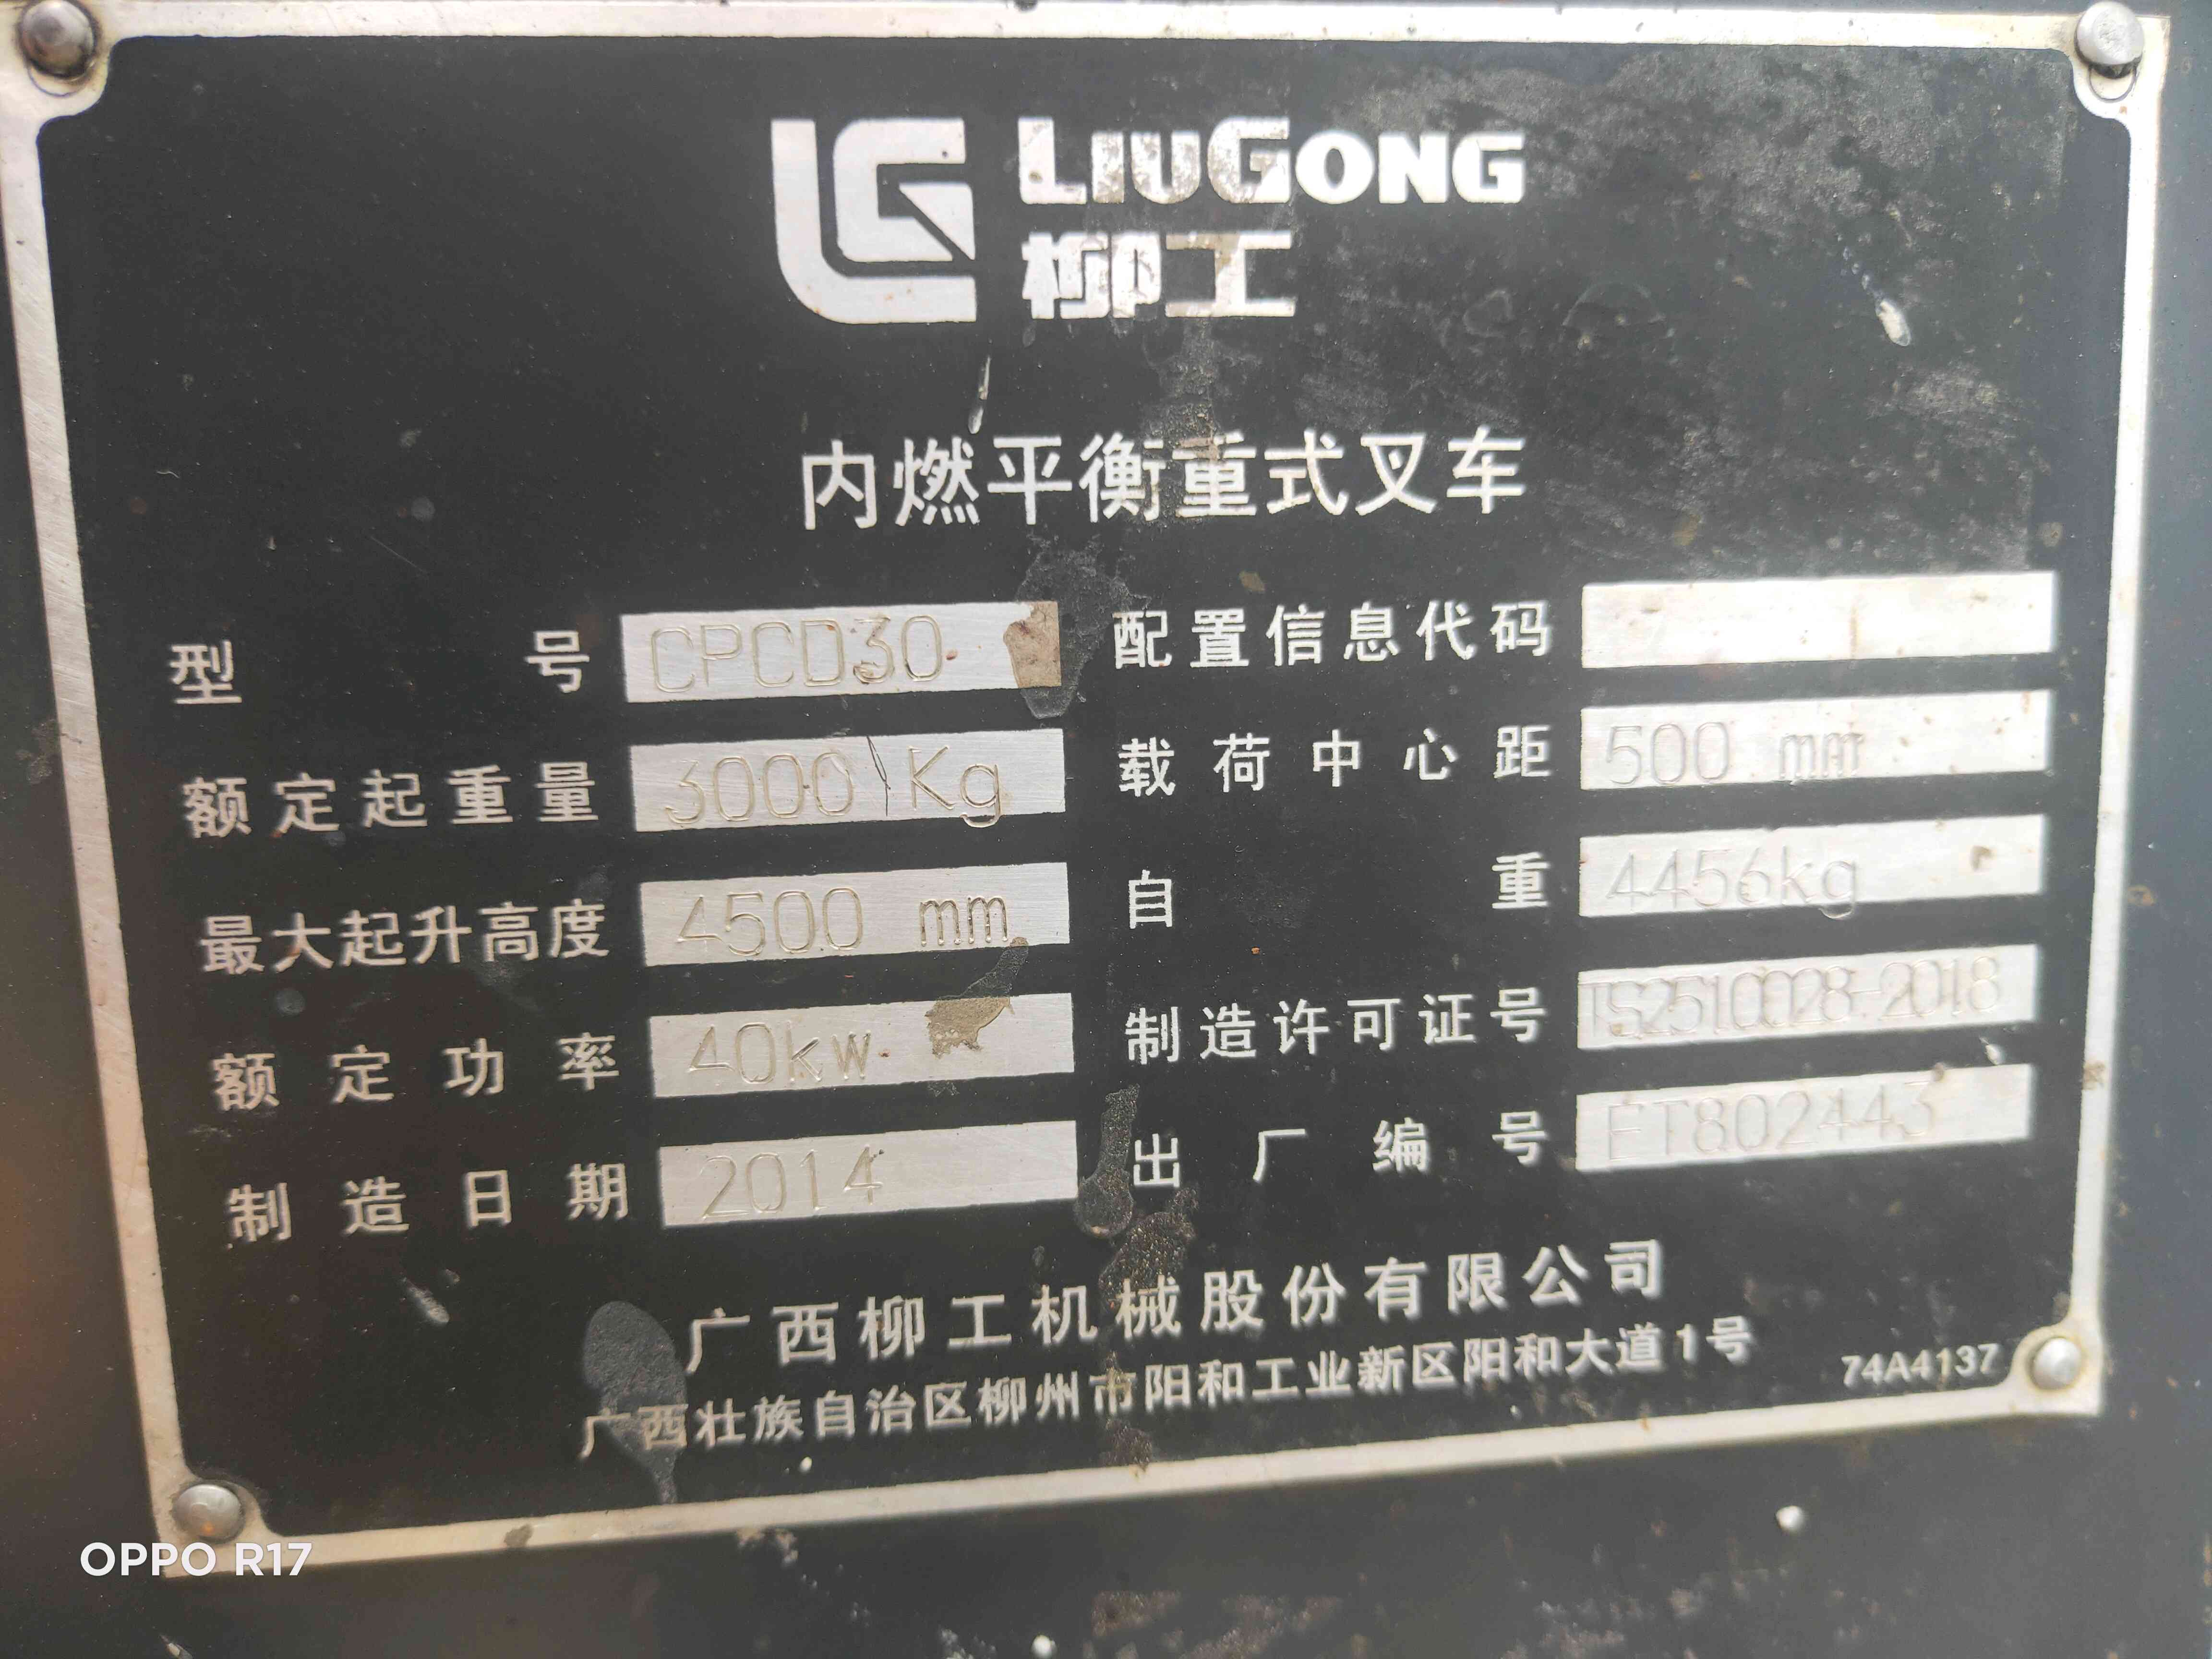 LG LIUGONG
柳工
内燃平衡重式叉车
型号 CPCD30 配置信息代码
额定起重量 3000 Kg 载荷中心距 500 mm
最大起升高度 4500 mm 自重 4456kg
额定功率 40kw 制造许可证号 TS2510028-2018
制造日期 2014 出厂编号 ET802443
广西柳工机械股份有限公司
广西壮族自治区柳州市阳和工业新区阳和大道1号 74A4137
OPPO R17